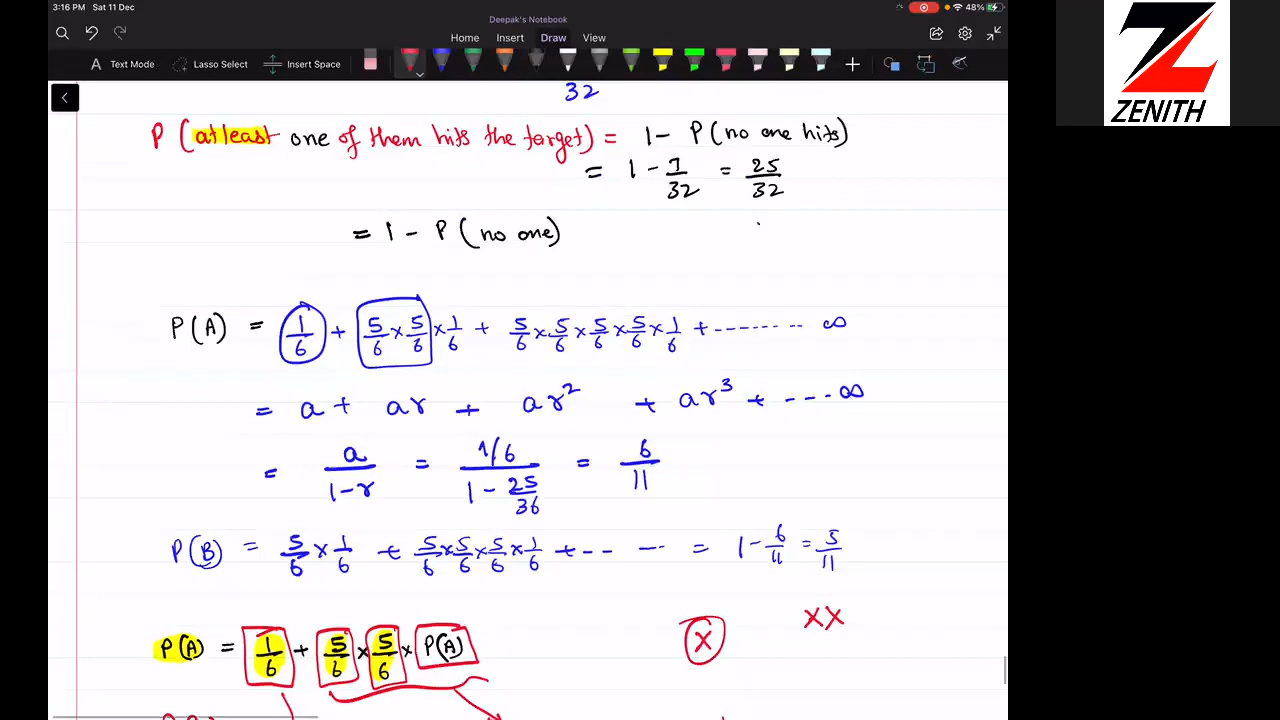 3:16 PM Sat 11 Dec
48%
Deepak's Notebook
Home Insert Draw View
Text Mode Lasso Select Insert Space
ZENITH
32
P (atleast one of them hits the target) = 1 - P (no one hits)
= 1 - 7/32 = 25/32
= 1 - P (no one)
P(A) = 1/6 + 5/6 × 5/6 × 1/6 + 5/6 × 5/6 × 5/6 × 5/6 × 1/6 + -------- ∞
= a + ar + ar² + ar³ + ---- ∞
= a/(1-r) = (1/6)/(1 - 25/36) = 6/11
P(B) = 5/6 × 1/6 + 5/6 × 5/6 × 5/6 × 1/6 + -- --- = 1 - 6/11 = 5/11
P(A) = 1/6 + 5/6 × 5/6 × P(A)
X XX